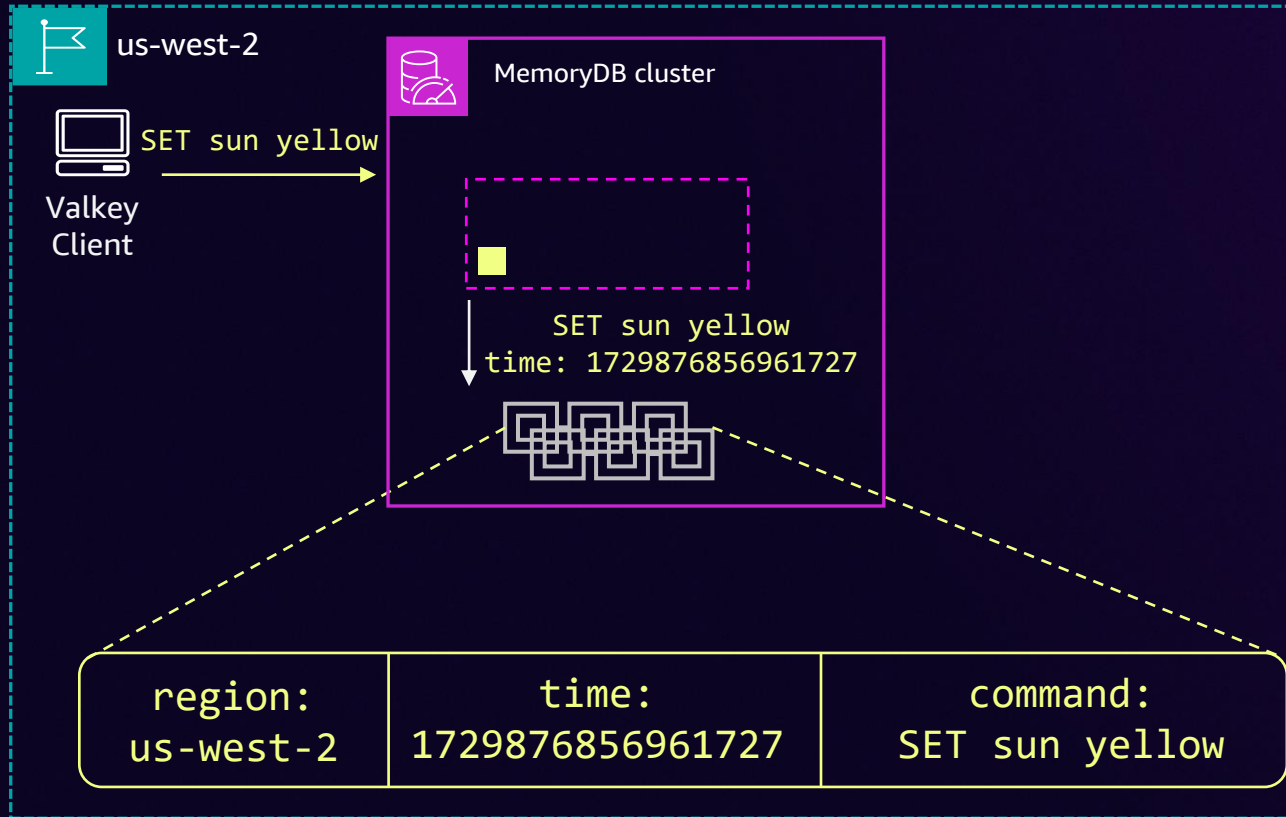 us-west-2
MemoryDB cluster
SET sun yellow
Valkey
Client
SET sun yellow
time: 1729876856961727
region:
us-west-2
time:
1729876856961727
command:
SET sun yellow